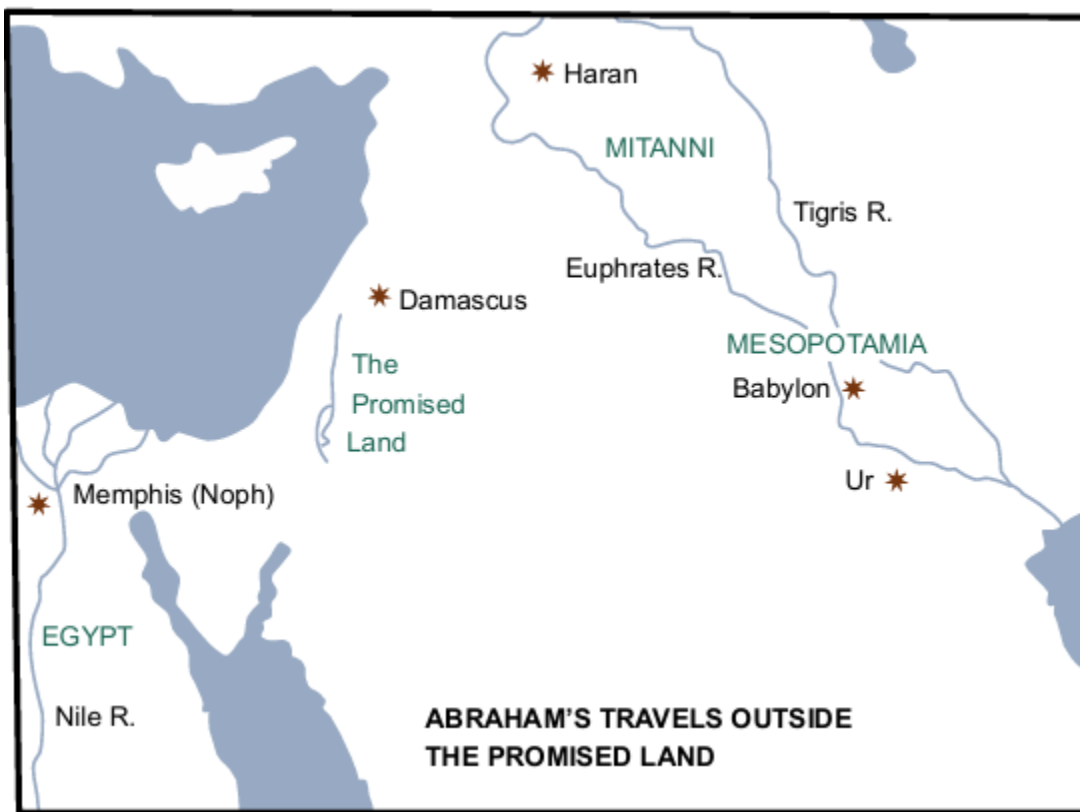 Haran
MITANNI
Tigris R.
Euphrates R.
Damascus
MESOPOTAMIA
The
Promised
Land
Babylon
Ur
Memphis (Noph)
EGYPT
Nile R.
ABRAHAM'S TRAVELS OUTSIDE
THE PROMISED LAND